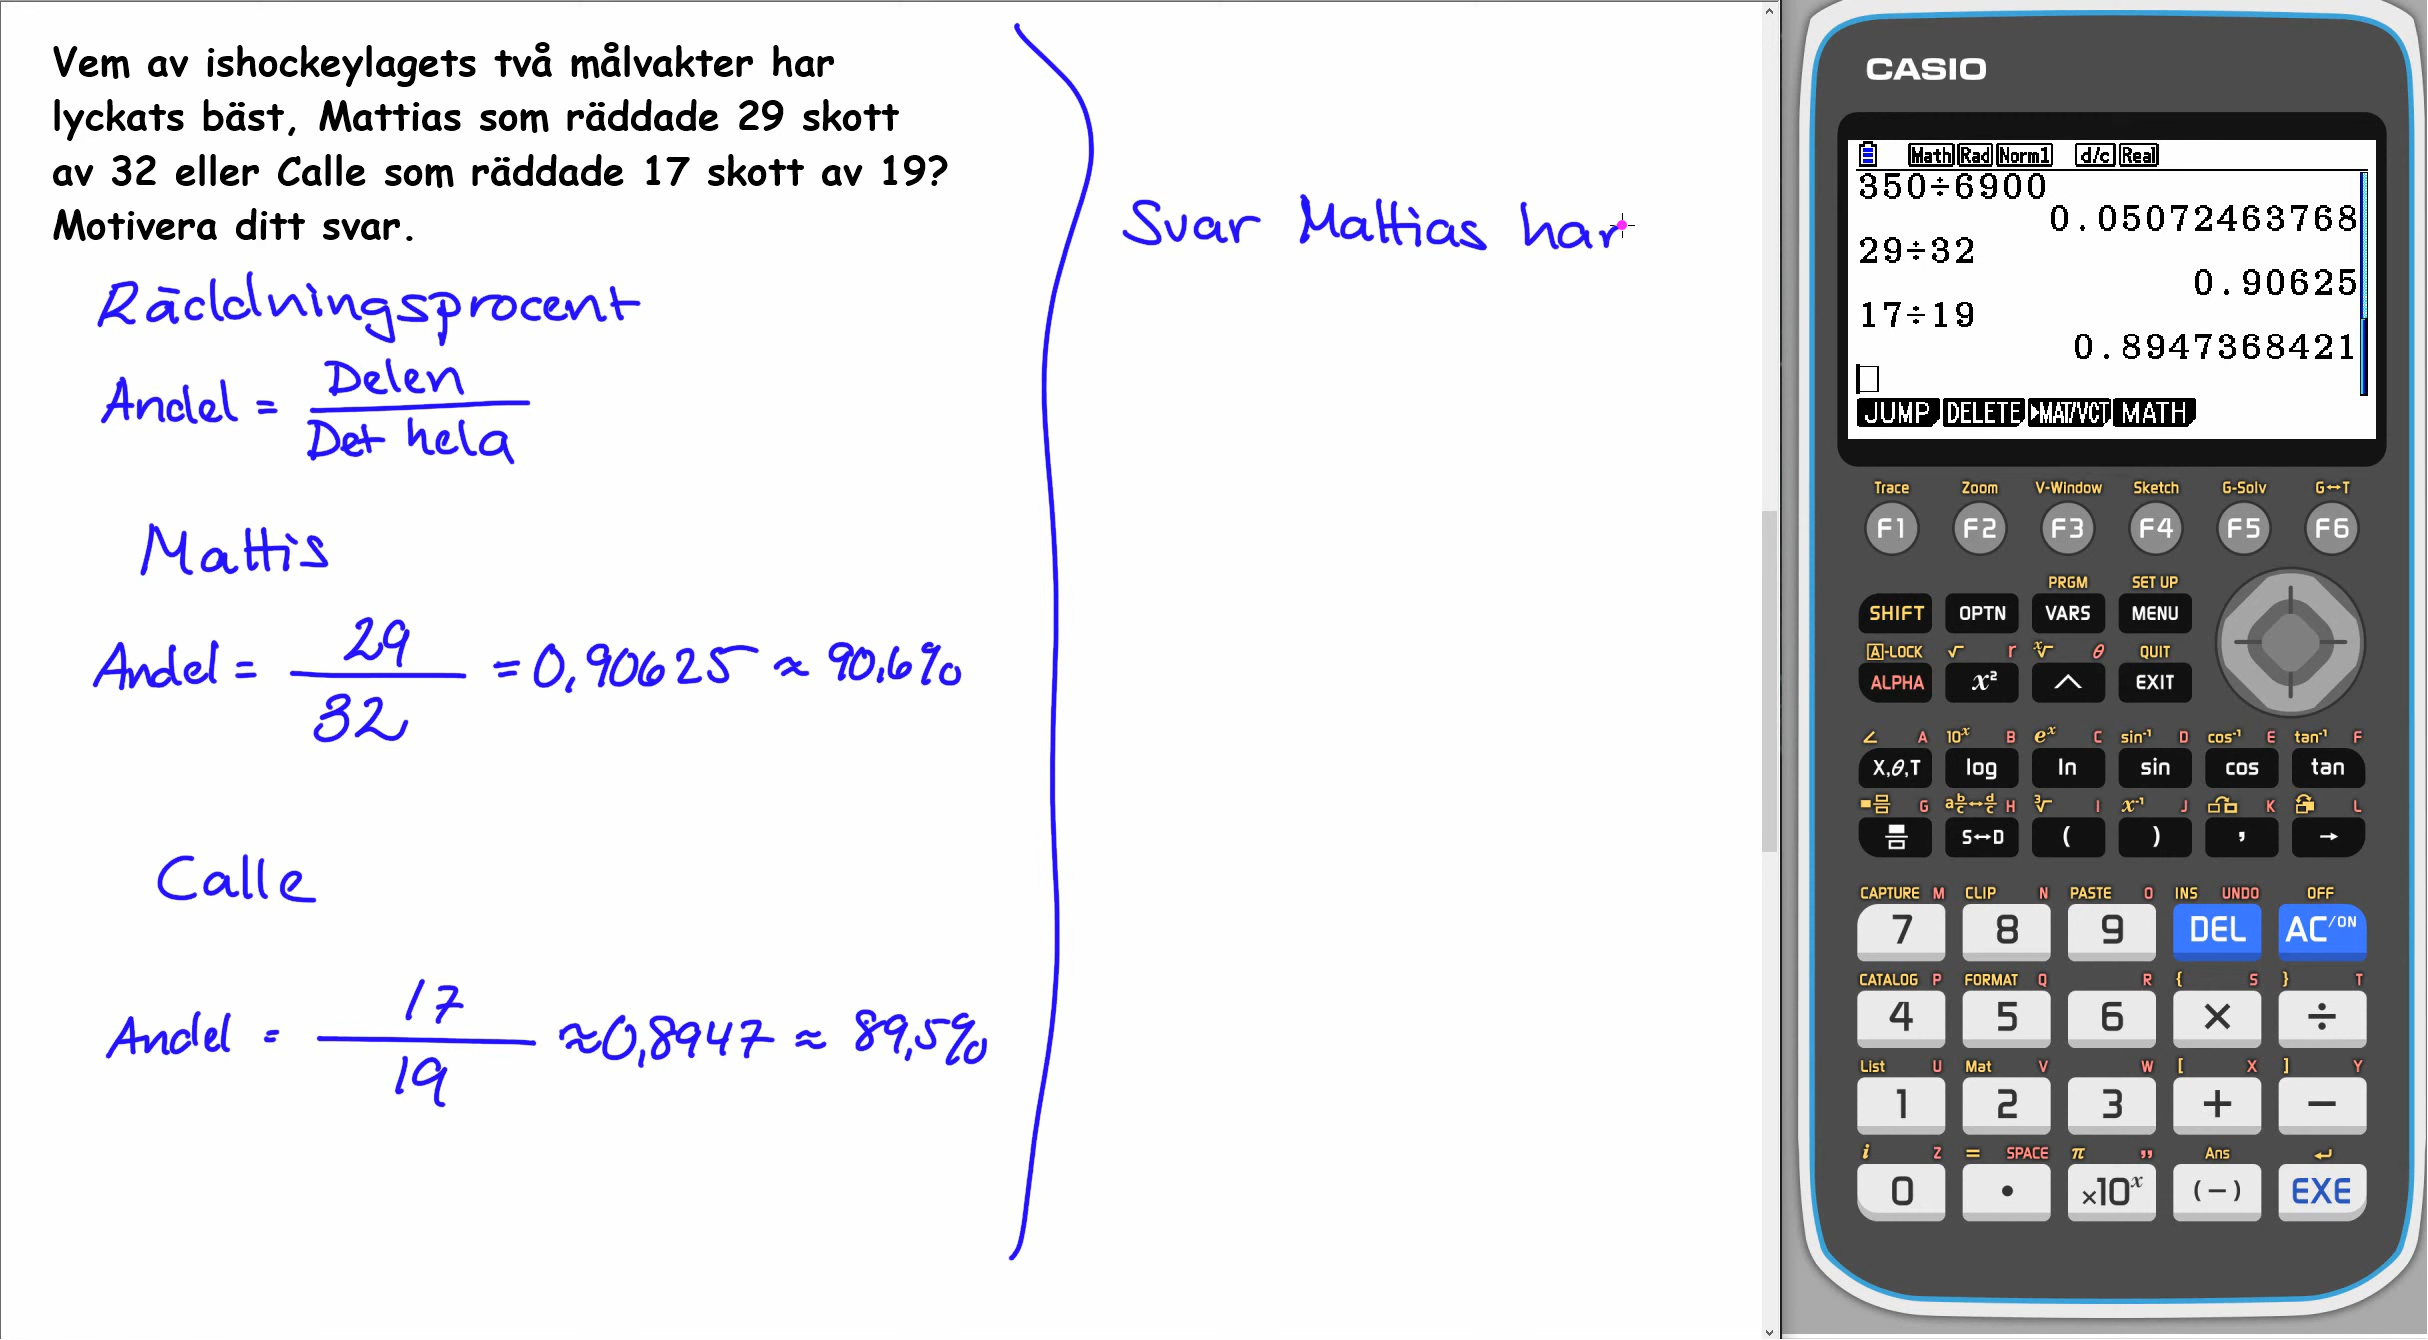 Vem av ishockeylagets två målvakter har
lyckats bäst, Mattias som räddade 29 skott
av 32 eller Calle som räddade 17 skott av 19?
Motivera ditt svar.
Räddningsprocent
Andel = Delen
Det hela
Mattis
Andel = 29
32
= 0,90625 ≈ 90,6%
Calle
Andel = 17
19
≈0,8947 ≈ 89,5%
Svar Mattias har
CASIO
Math Rad Norm1 d/c Real
350÷6900
0.05072463768
29÷32
0.90625
17÷19
0.8947368421
JUMP DELETE ▶MAT/VCT MATH
Trace Zoom V-Window Sketch G-Solv G↔T
F1 F2 F3 F4 F5 F6
PRGM SET UP
SHIFT OPTN VARS MENU
A-LOCK √ r ˣ√ θ QUIT
ALPHA x² ^ EXIT
∠ A 10ˣ B eˣ C sin⁻¹ D cos⁻¹ E tan⁻¹ F
X,θ,T log ln sin cos tan
G a b/c↔d/c H ³√ I x⁻¹ J K L
S↔D ( ) , →
CAPTURE M CLIP N PASTE O INS UNDO OFF
7 8 9 DEL AC/ON
CATALOG P FORMAT Q R { S } T
4 5 6 × ÷
List U Mat V W [ X ] Y
1 2 3 + −
i Z = SPACE π " Ans ↵
0 • ×10ˣ (−) EXE